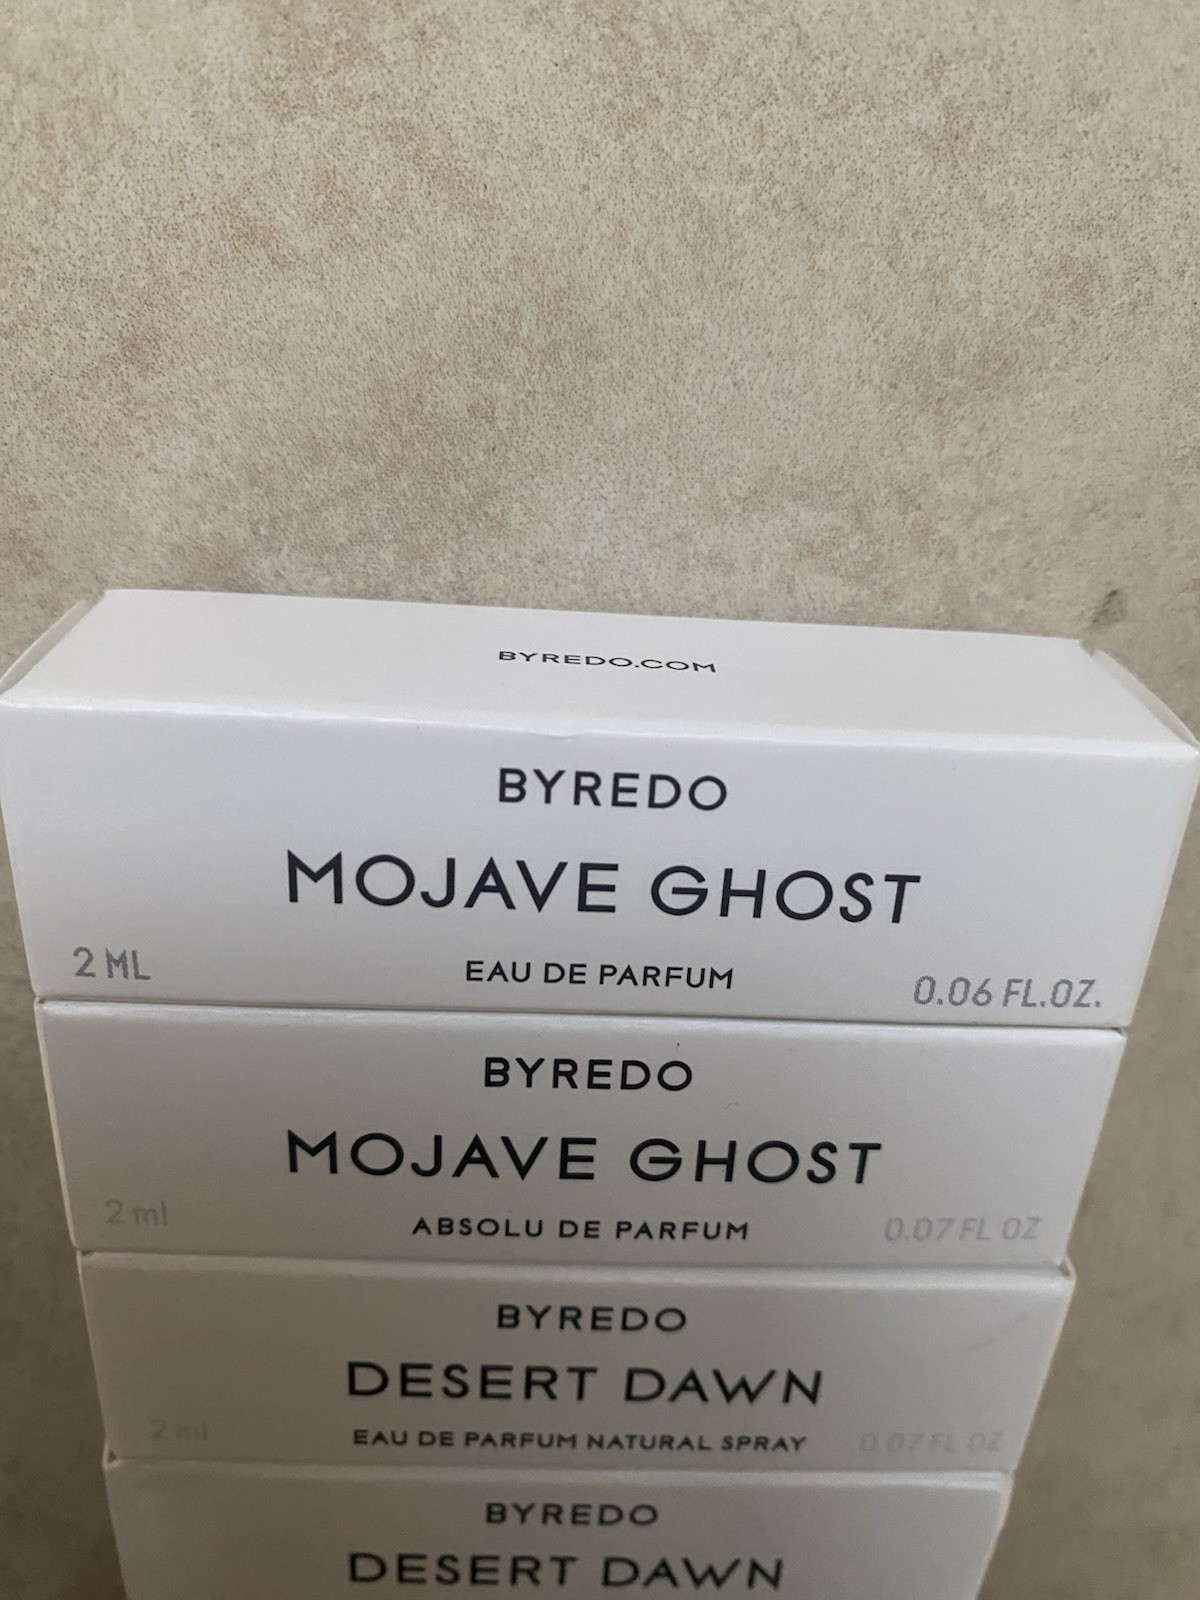 BYREDO.COM
BYREDO
MOJAVE GHOST
2 ML EAU DE PARFUM 0.06 FL.OZ.
BYREDO
MOJAVE GHOST
2 ml ABSOLU DE PARFUM 0.07 FL OZ
BYREDO
DESERT DAWN
2 ml EAU DE PARFUM NATURAL SPRAY 0.07 FL OZ
BYREDO
DESERT DAWN